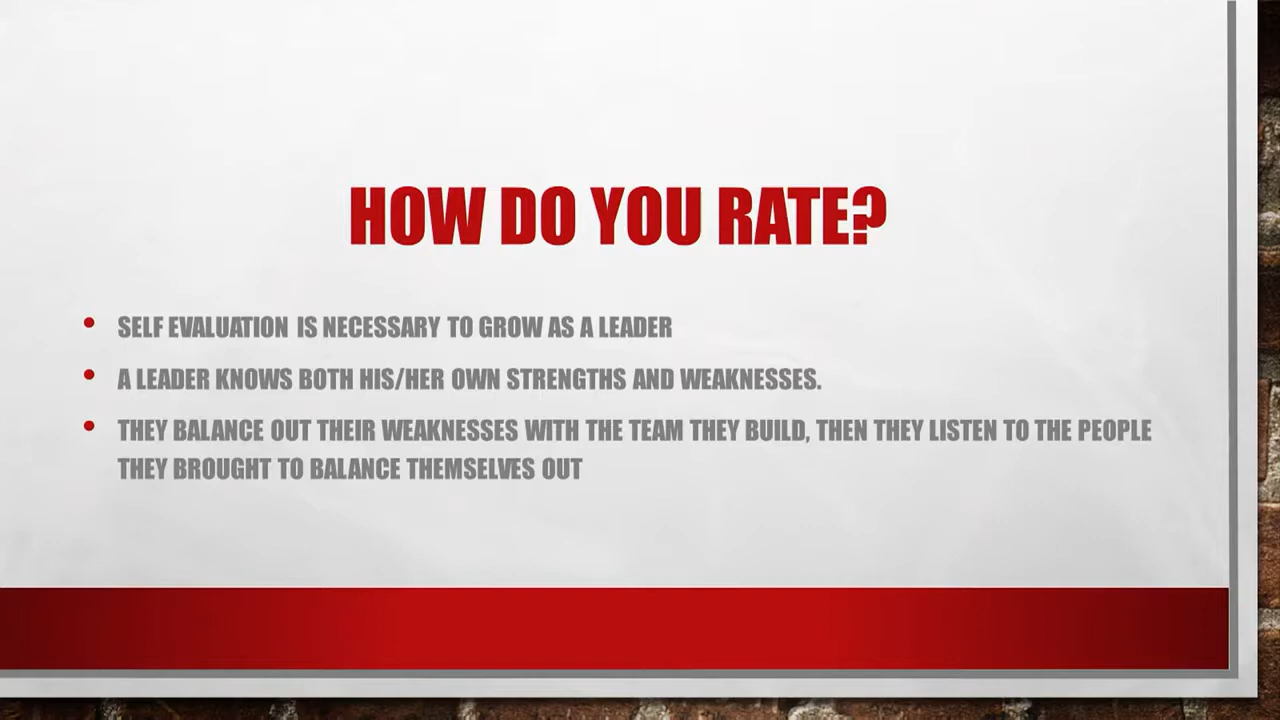 HOW DO YOU RATE?
• SELF EVALUATION IS NECESSARY TO GROW AS A LEADER
• A LEADER KNOWS BOTH HIS/HER OWN STRENGTHS AND WEAKNESSES.
• THEY BALANCE OUT THEIR WEAKNESSES WITH THE TEAM THEY BUILD, THEN THEY LISTEN TO THE PEOPLE
THEY BROUGHT TO BALANCE THEMSELVES OUT